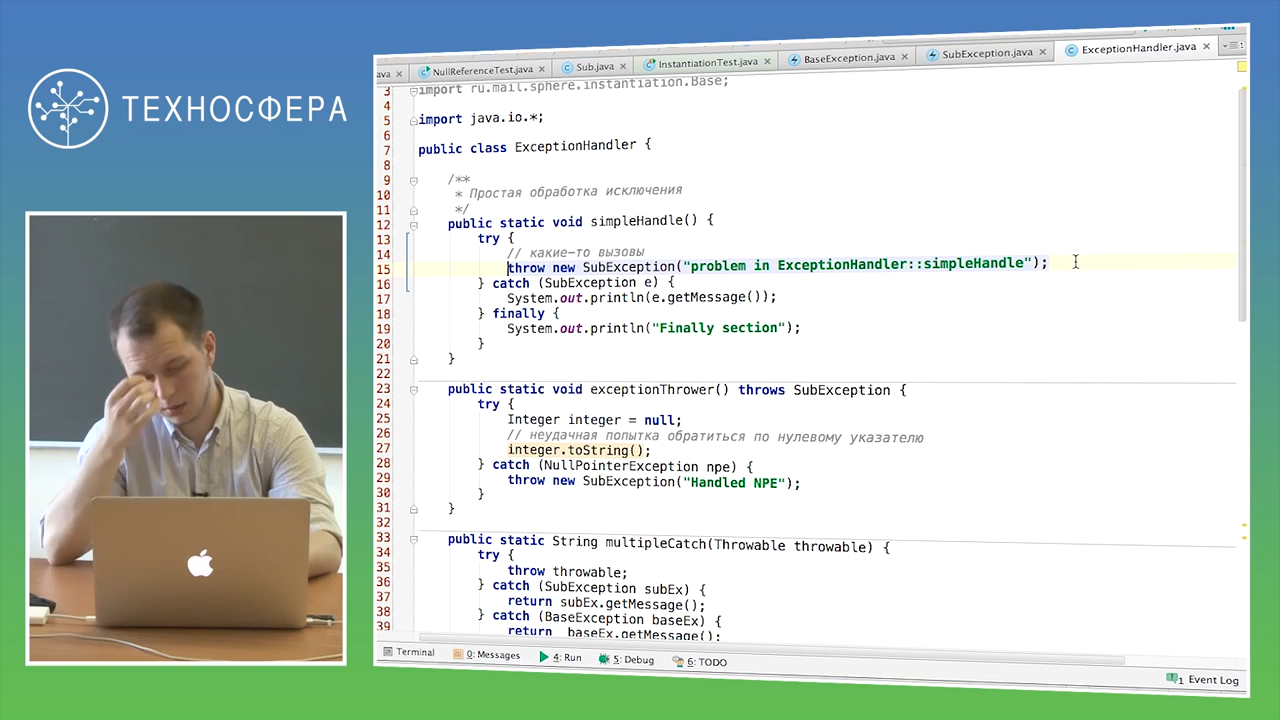 ТЕХНОСФЕРА
ava
NullReferenceTest.java
Sub.java
InstantiationTest.java
BaseException.java
SubException.java
ExceptionHandler.java
1
3 import ru.mail.sphere.instantiation.Base;
4
5 import java.io.*;
6
7 public class ExceptionHandler {
8
9 /**
10 * Простая обработка исключения
11 */
12 public static void simpleHandle() {
13 try {
14 // какие-то вызовы
15 throw new SubException("problem in ExceptionHandler::simpleHandle");
16 } catch (SubException e) {
17 System.out.println(e.getMessage());
18 } finally {
19 System.out.println("Finally section");
20 }
21 }
22
23 public static void exceptionThrower() throws SubException {
24 try {
25 Integer integer = null;
26 // неудачная попытка обратиться по нулевому указателю
27 integer.toString();
28 } catch (NullPointerException npe) {
29 throw new SubException("Handled NPE");
30 }
31 }
32
33 public static String multipleCatch(Throwable throwable) {
34 try {
35 throw throwable;
36 } catch (SubException subEx) {
37 return subEx.getMessage();
38 } catch (BaseException baseEx) {
39 return baseEx.getMessage();
Terminal
0: Messages
4: Run
5: Debug
6: TODO
1 Event Log